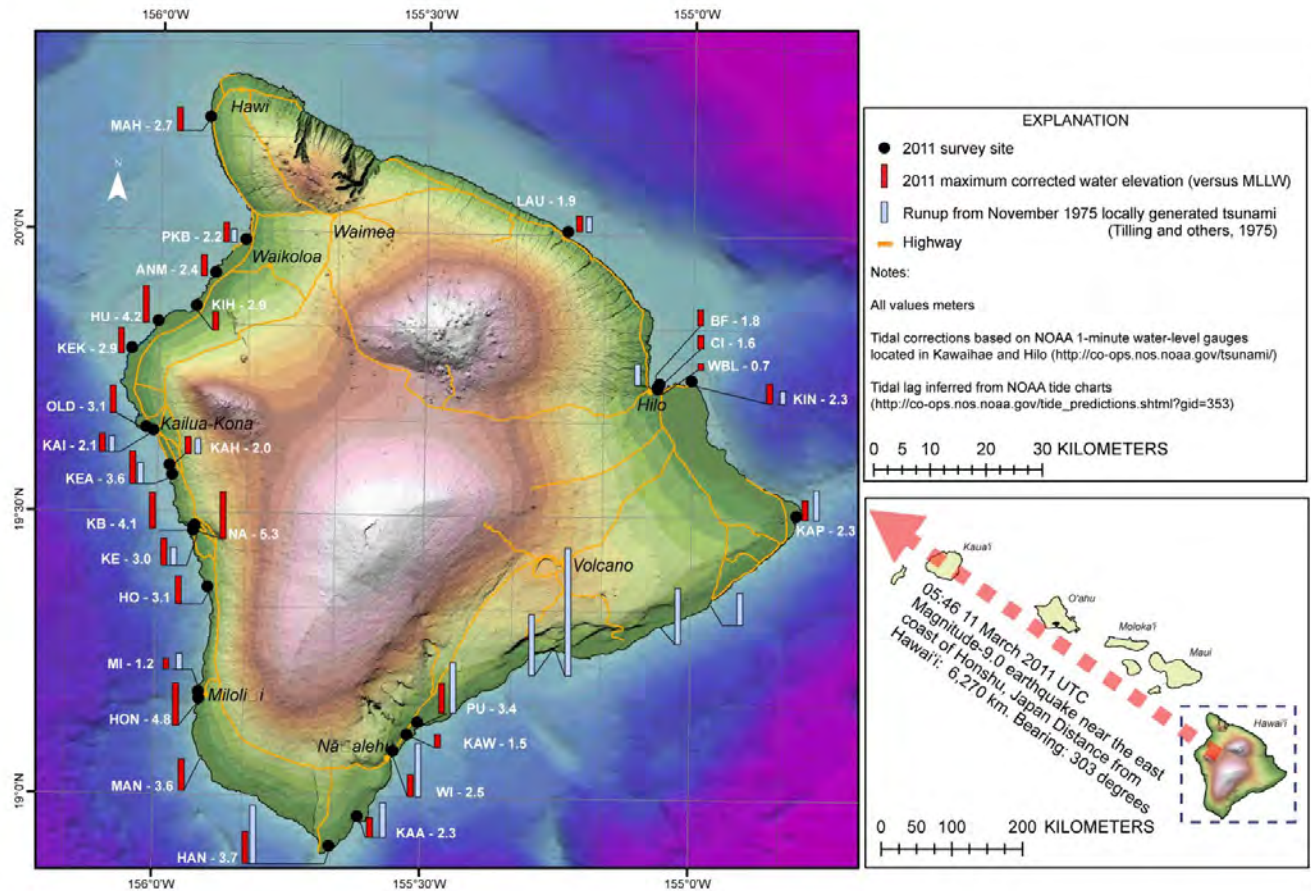 156°0'W
155°30'W
155°0'W
20°0'N
19°30'N
19°0'N
N
Hawi
MAH - 2.7
LAU - 1.9
PKB - 2.2
Waimea
Waikoloa
ANM - 2.4
KIH - 2.9
HU - 4.2
KEK - 2.9
BF - 1.8
CI - 1.6
WBL - 0.7
Hilo
KIN - 2.3
OLD - 3.1
Kailua-Kona
KAI - 2.1
KAH - 2.0
KEA - 3.6
KB - 4.1
NA - 5.3
KAP - 2.3
KE - 3.0
Volcano
HO - 3.1
MI - 1.2
Miloli i
HON - 4.8
PU - 3.4
KAW - 1.5
Nā alehu
MAN - 3.6
WI - 2.5
KAA - 2.3
HAN - 3.7
156°0'W
155°30'W
155°0'W
EXPLANATION
2011 survey site
2011 maximum corrected water elevation (versus MLLW)
Runup from November 1975 locally generated tsunami
(Tilling and others, 1975)
Highway
Notes:
All values meters
Tidal corrections based on NOAA 1-minute water-level gauges
located in Kawaihae and Hilo (http://co-ops.nos.noaa.gov/tsunami/)
Tidal lag inferred from NOAA tide charts
(http://co-ops.nos.noaa.gov/tide_predictions.shtml?gid=353)
0 5 10 20 30 KILOMETERS
Kaua'i
O'ahu
Moloka'i
Maui
Hawai'i
05:46 11 March 2011 UTC
Magnitude-9.0 earthquake near the east
coast of Honshu, Japan Distance from
Hawai'i: 6,270 km. Bearing: 303 degrees
0 50 100 200 KILOMETERS